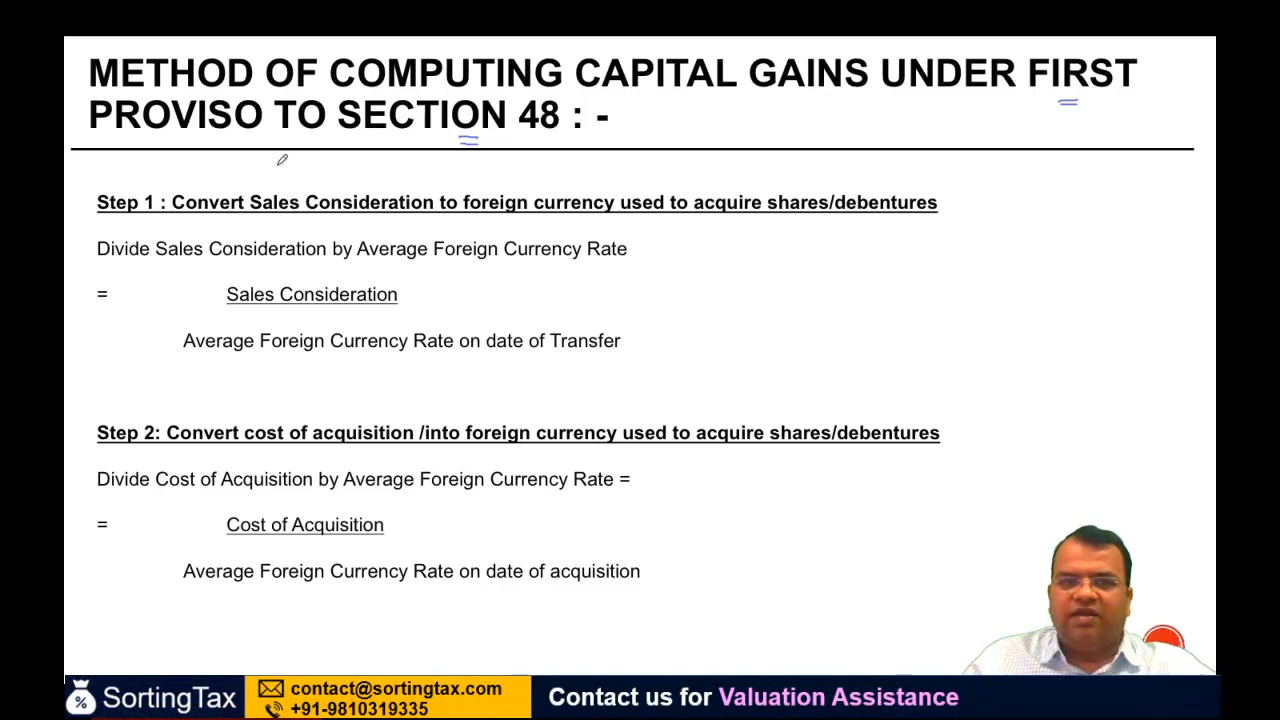 METHOD OF COMPUTING CAPITAL GAINS UNDER FIRST
PROVISO TO SECTION 48 : -
Step 1 : Convert Sales Consideration to foreign currency used to acquire shares/debentures
Divide Sales Consideration by Average Foreign Currency Rate
= Sales Consideration
Average Foreign Currency Rate on date of Transfer
Step 2: Convert cost of acquisition /into foreign currency used to acquire shares/debentures
Divide Cost of Acquisition by Average Foreign Currency Rate =
= Cost of Acquisition
Average Foreign Currency Rate on date of acquisition
% SortingTax
contact@sortingtax.com
+91-9810319335
Contact us for Valuation Assistance